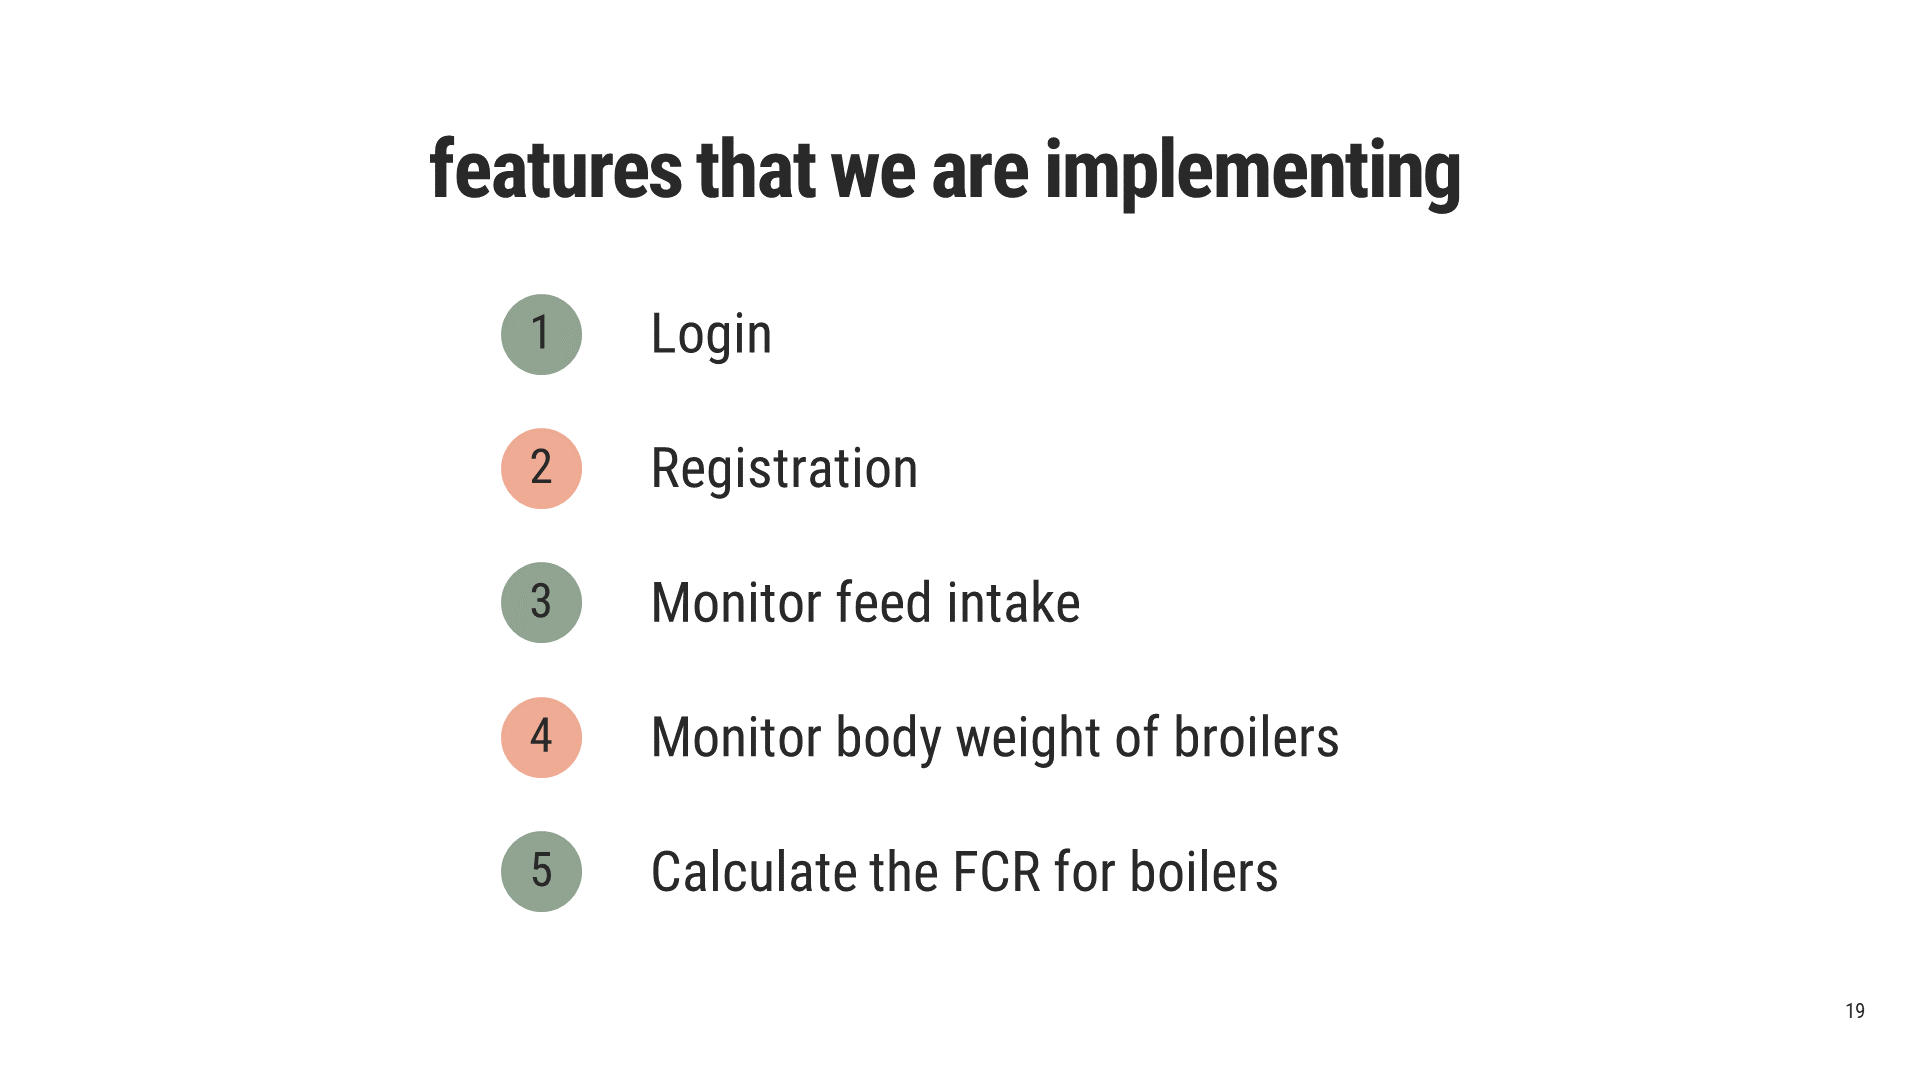 features that we are implementing
1 Login
2 Registration
3 Monitor feed intake
4 Monitor body weight of broilers
5 Calculate the FCR for boilers
19